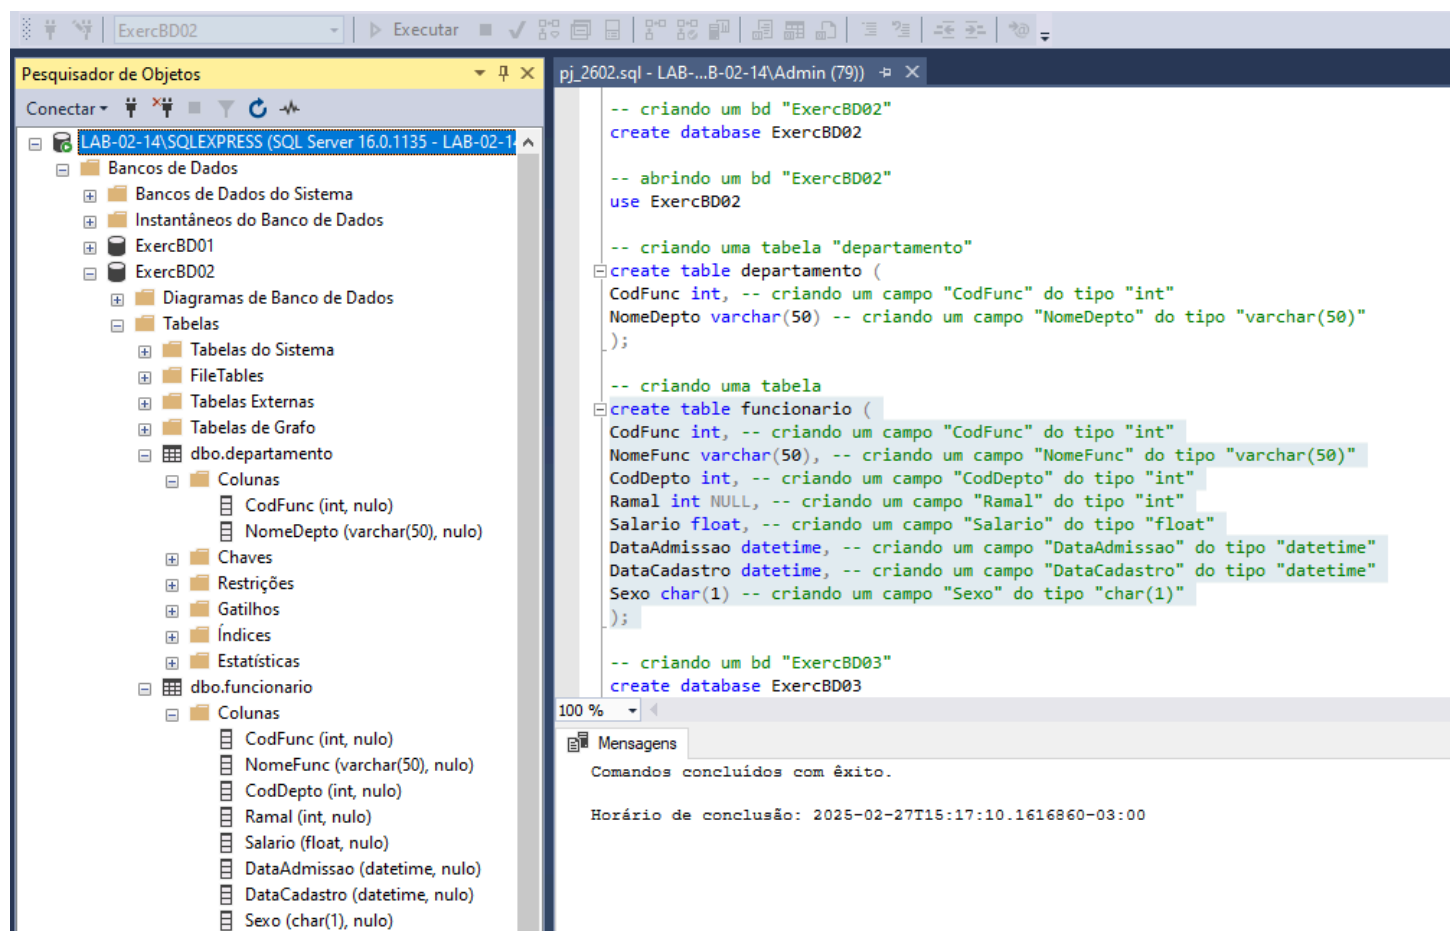 ExercBD02
Executar
Pesquisador de Objetos
Conectar
LAB-02-14\SQLEXPRESS (SQL Server 16.0.1135 - LAB-02-14
Bancos de Dados
Bancos de Dados do Sistema
Instantâneos do Banco de Dados
ExercBD01
ExercBD02
Diagramas de Banco de Dados
Tabelas
Tabelas do Sistema
FileTables
Tabelas Externas
Tabelas de Grafo
dbo.departamento
Colunas
CodFunc (int, nulo)
NomeDepto (varchar(50), nulo)
Chaves
Restrições
Gatilhos
Índices
Estatísticas
dbo.funcionario
Colunas
CodFunc (int, nulo)
NomeFunc (varchar(50), nulo)
CodDepto (int, nulo)
Ramal (int, nulo)
Salario (float, nulo)
DataAdmissao (datetime, nulo)
DataCadastro (datetime, nulo)
Sexo (char(1), nulo)
pj_2602.sql - LAB-...B-02-14\Admin (79))
-- criando um bd "ExercBD02"
create database ExercBD02
-- abrindo um bd "ExercBD02"
use ExercBD02
-- criando uma tabela "departamento"
create table departamento (
CodFunc int, -- criando um campo "CodFunc" do tipo "int"
NomeDepto varchar(50) -- criando um campo "NomeDepto" do tipo "varchar(50)"
);
-- criando uma tabela
create table funcionario (
CodFunc int, -- criando um campo "CodFunc" do tipo "int"
NomeFunc varchar(50), -- criando um campo "NomeFunc" do tipo "varchar(50)"
CodDepto int, -- criando um campo "CodDepto" do tipo "int"
Ramal int NULL, -- criando um campo "Ramal" do tipo "int"
Salario float, -- criando um campo "Salario" do tipo "float"
DataAdmissao datetime, -- criando um campo "DataAdmissao" do tipo "datetime"
DataCadastro datetime, -- criando um campo "DataCadastro" do tipo "datetime"
Sexo char(1) -- criando um campo "Sexo" do tipo "char(1)"
);
-- criando um bd "ExercBD03"
create database ExercBD03
100 %
Mensagens
Comandos concluídos com êxito.
Horário de conclusão: 2025-02-27T15:17:10.1616860-03:00